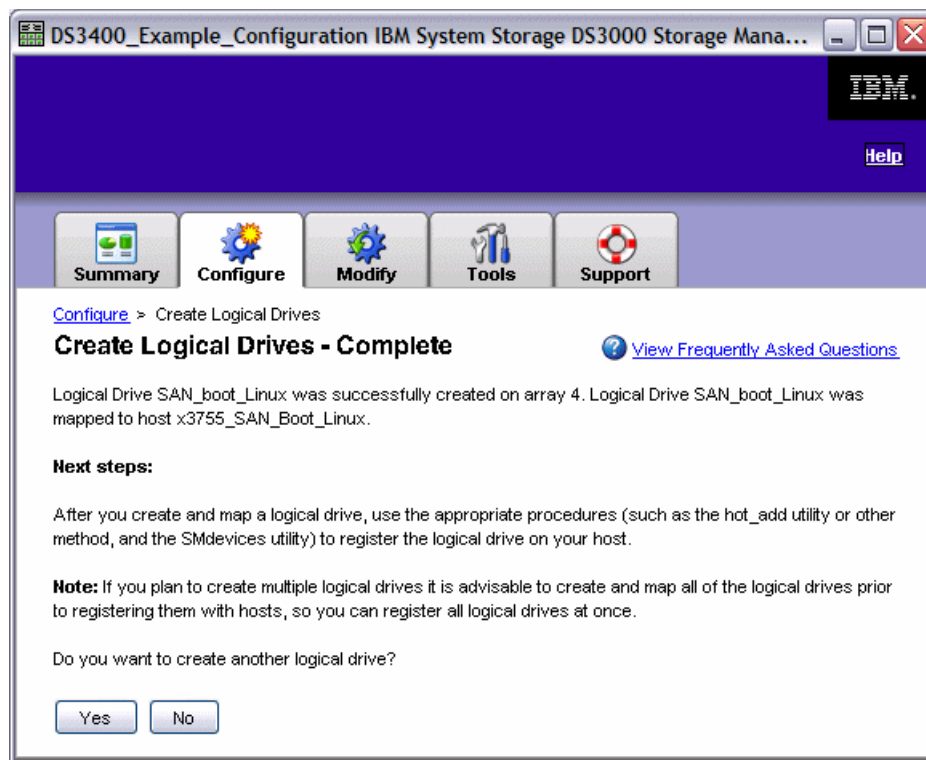 DS3400_Example_Configuration IBM System Storage DS3000 Storage Mana...
IBM.
Help
Summary
Configure
Modify
Tools
Support
Configure > Create Logical Drives
Create Logical Drives - Complete
View Frequently Asked Questions
Logical Drive SAN_boot_Linux was successfully created on array 4. Logical Drive SAN_boot_Linux was
mapped to host x3755_SAN_Boot_Linux.
Next steps:
After you create and map a logical drive, use the appropriate procedures (such as the hot_add utility or other
method, and the SMdevices utility) to register the logical drive on your host.
Note: If you plan to create multiple logical drives it is advisable to create and map all of the logical drives prior
to registering them with hosts, so you can register all logical drives at once.
Do you want to create another logical drive?
Yes
No